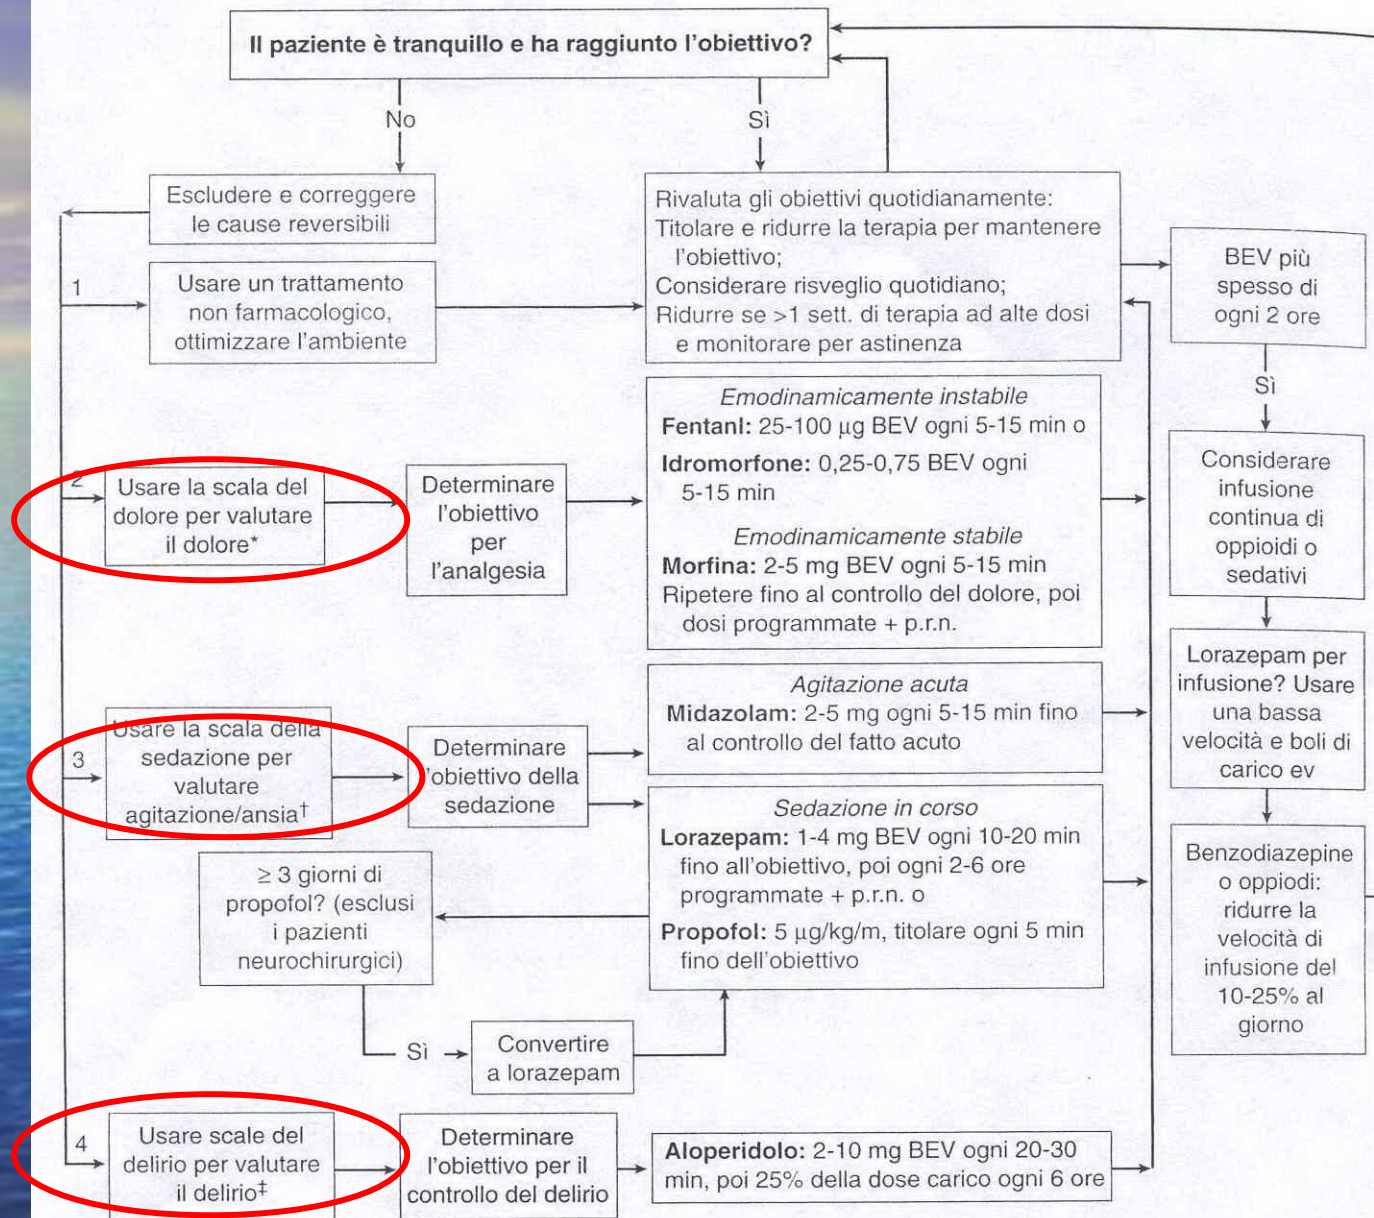 Il paziente è tranquillo e ha raggiunto l'obiettivo?
No
Sì
Escludere e correggere
le cause reversibili
1
Usare un trattamento
non farmacologico,
ottimizzare l'ambiente
Rivaluta gli obiettivi quotidianamente:
Titolare e ridurre la terapia per mantenere
l'obiettivo;
Considerare risveglio quotidiano;
Ridurre se >1 sett. di terapia ad alte dosi
e monitorare per astinenza
BEV più
spesso di
ogni 2 ore
Sì
2
Usare la scala del
dolore per valutare
il dolore*
Determinare
l'obiettivo
per
l'analgesia
Emodinamicamente instabile
Fentanl: 25-100 µg BEV ogni 5-15 min o
Idromorfone: 0,25-0,75 BEV ogni
5-15 min
Emodinamicamente stabile
Morfina: 2-5 mg BEV ogni 5-15 min
Ripetere fino al controllo del dolore, poi
dosi programmate + p.r.n.
Considerare
infusione
continua di
oppioidi o
sedativi
3
Usare la scala della
sedazione per
valutare
agitazione/ansia†
Determinare
l'obiettivo della
sedazione
Agitazione acuta
Midazolam: 2-5 mg ogni 5-15 min fino
al controllo del fatto acuto
Lorazepam per
infusione? Usare
una bassa
velocità e boli di
carico ev
Sedazione in corso
Lorazepam: 1-4 mg BEV ogni 10-20 min
fino all'obiettivo, poi ogni 2-6 ore
programmate + p.r.n. o
Propofol: 5 µg/kg/m, titolare ogni 5 min
fino dell'obiettivo
≥ 3 giorni di
propofol? (esclusi
i pazienti
neurochirurgici)
Sì
Convertire
a lorazepam
Benzodiazepine
o oppiodi:
ridurre la
velocità di
infusione del
10-25% al
giorno
4
Usare scale del
delirio per valutare
il delirio‡
Determinare
l'obiettivo per il
controllo del delirio
Aloperidolo: 2-10 mg BEV ogni 20-30
min, poi 25% della dose carico ogni 6 ore